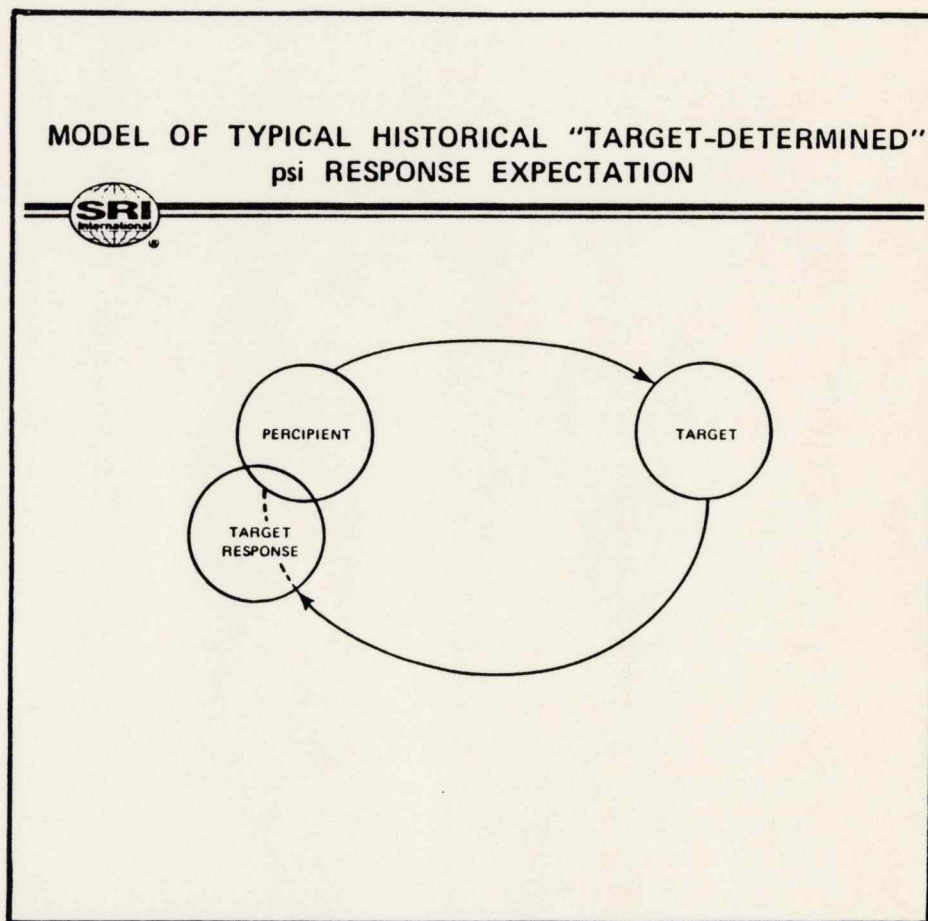 MODEL OF TYPICAL HISTORICAL "TARGET-DETERMINED"
psi RESPONSE EXPECTATION
SRI
International
®
PERCIPIENT
TARGET
TARGET
RESPONSE